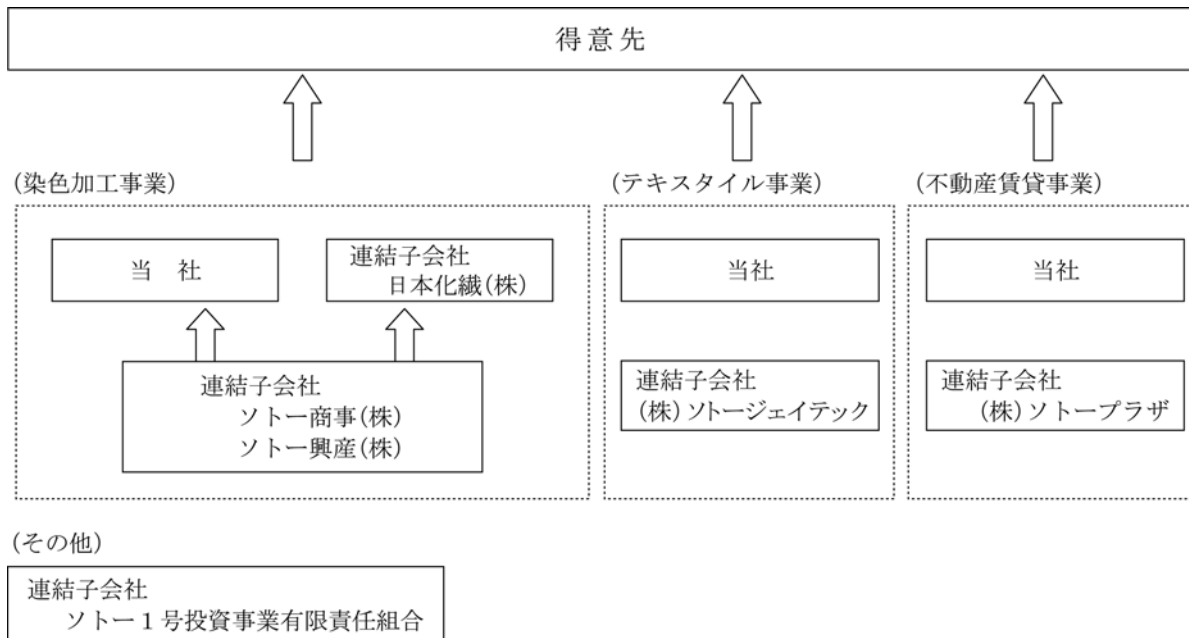 得意先
(染色加工事業)
(テキスタイル事業)
(不動産賃貸事業)
当 社
連結子会社
日本化繊(株)
当社
当社
連結子会社
ソトー商事(株)
ソトー興産(株)
連結子会社
(株)ソトージェイテック
連結子会社
(株)ソトープラザ
(その他)
連結子会社
ソトー1号投資事業有限責任組合